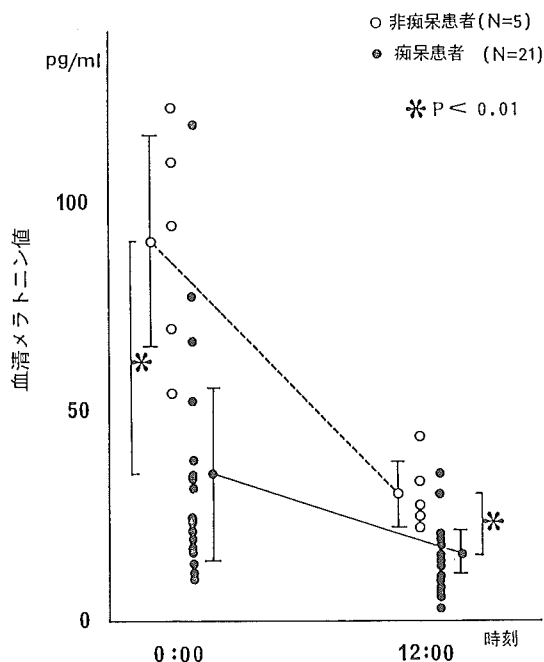 ○ 非痴呆患者(N=5)
● 痴呆患者 (N=21)
pg/ml
＊ P < 0.01
100
血清メラトニン値
＊
50
＊
0
0:00
12:00
時刻